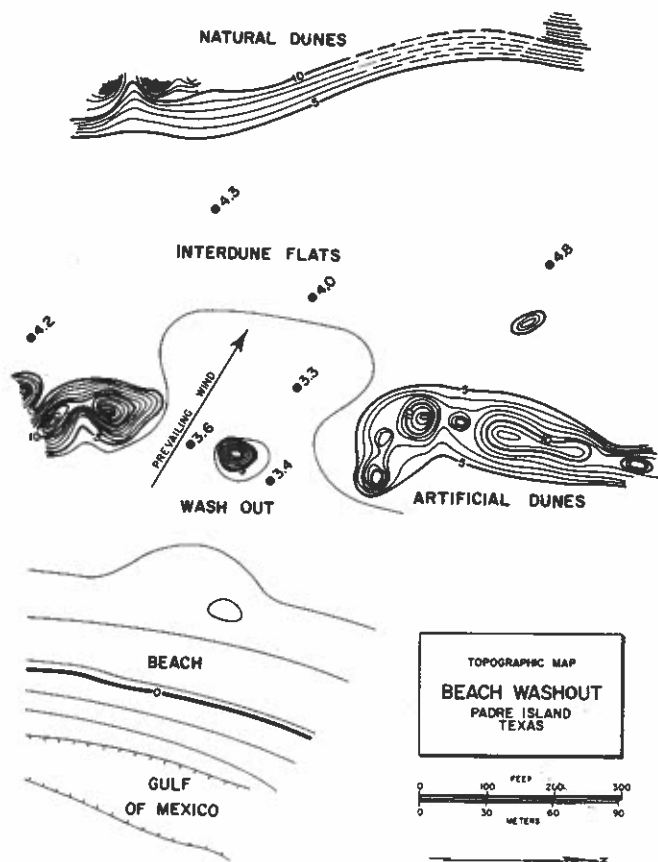 NATURAL DUNES
10
5
4.3
INTERDUNE FLATS
4.8
4.0
4.2
3.3
5
PREVAILING WIND
10
10
3.6
3.4
5
WASH OUT
ARTIFICIAL DUNES
BEACH
0
TOPOGRAPHIC MAP
BEACH WASHOUT
PADRE ISLAND
TEXAS
GULF
OF MEXICO
FEET
0 100 200 300
0 30 60 90
METERS